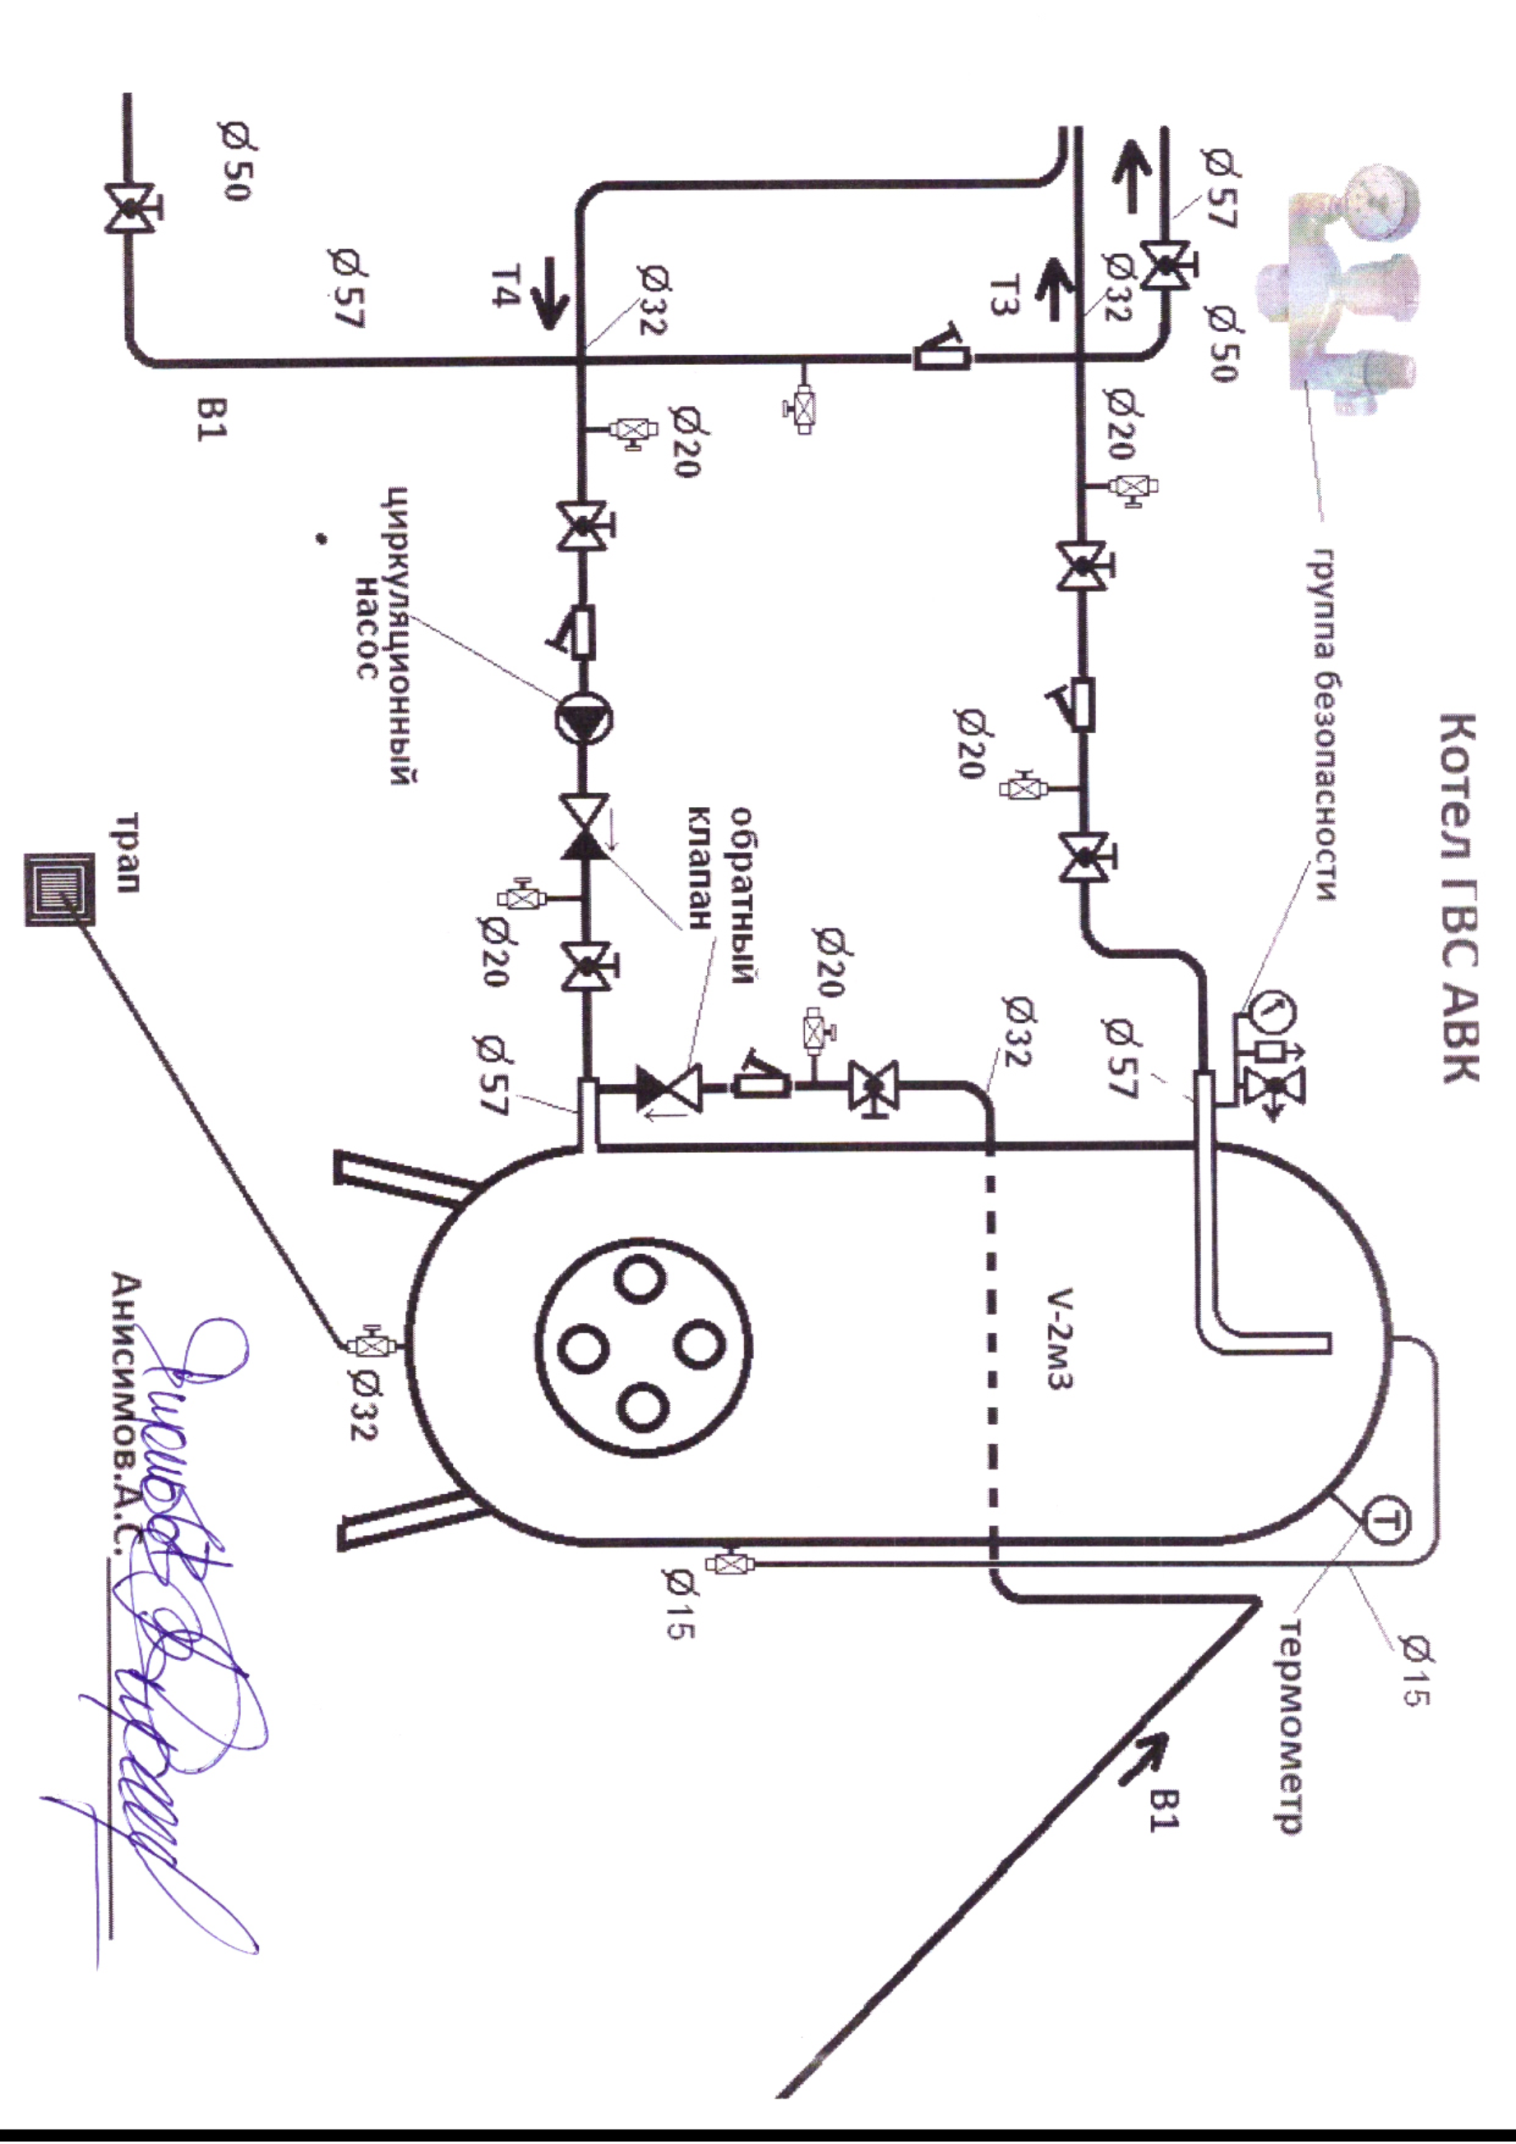 Котел ГВС АВК
Ø15
группа безопасности
термометр
Ø57
Ø50
В1
Ø32
Ø20
Ø57
V-2м3
Ø32
Т3
Ø20
Ø20
обратный
клапан
Ø20
Ø15
Ø32
Т4
Ø20
Ø57
циркуляционный
насос
Ø32
Ø57
Ø50
В1
трап
Анисимов.А.С.